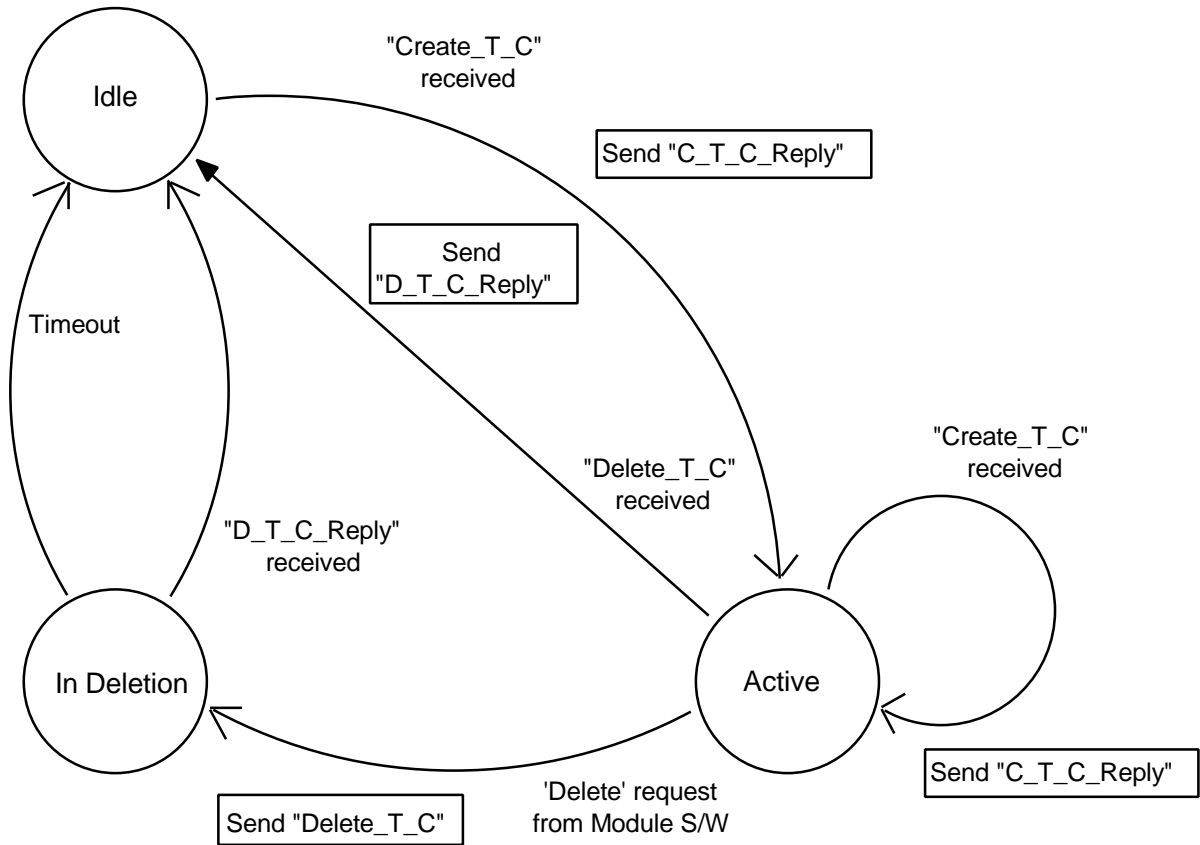 "Create_T_C"
received
Idle
Send "C_T_C_Reply"
Send
"D_T_C_Reply"
Timeout
"Delete_T_C"
received
"Create_T_C"
received
"D_T_C_Reply"
received
In Deletion
Active
Send "C_T_C_Reply"
'Delete' request
from Module S/W
Send "Delete_T_C"